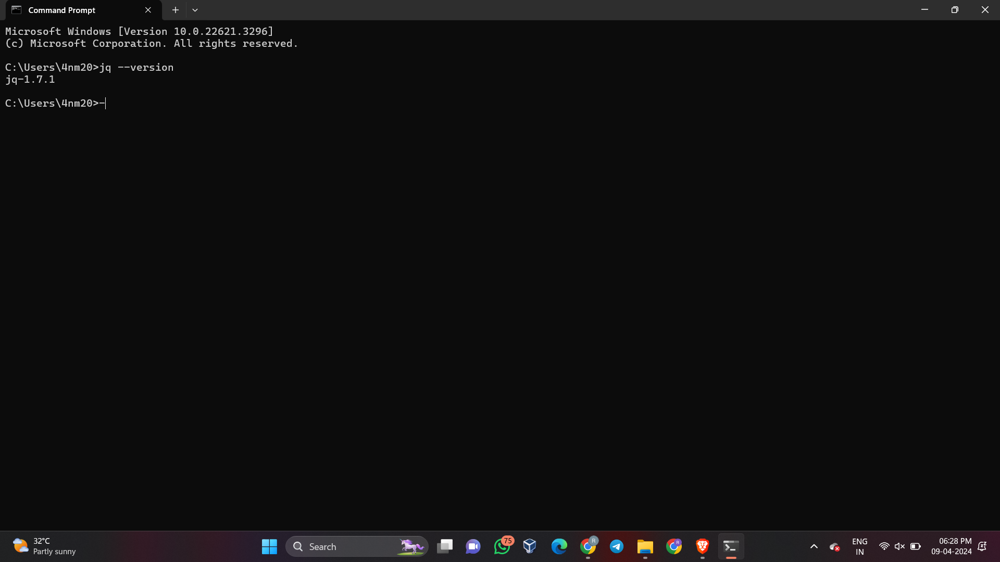 Command Prompt
Microsoft Windows [Version 10.0.22621.3296]
(c) Microsoft Corporation. All rights reserved.
C:\Users\4nm20>jq --version
jq-1.7.1
C:\Users\4nm20>-
32°C
Partly sunny
Search
75
R
R
ENG
IN
06:28 PM
09-04-2024